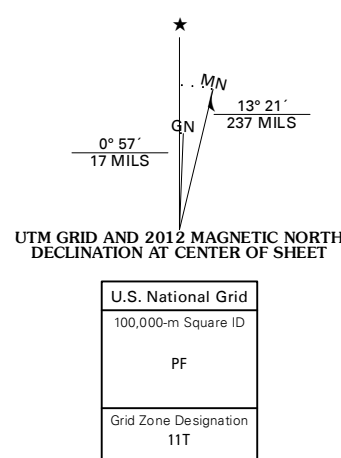 ★
MN
GN
13° 21´
237 MILS
0° 57´
17 MILS
UTM GRID AND 2012 MAGNETIC NORTH
DECLINATION AT CENTER OF SHEET
U.S. National Grid
100,000-m Square ID
PF
Grid Zone Designation
11T